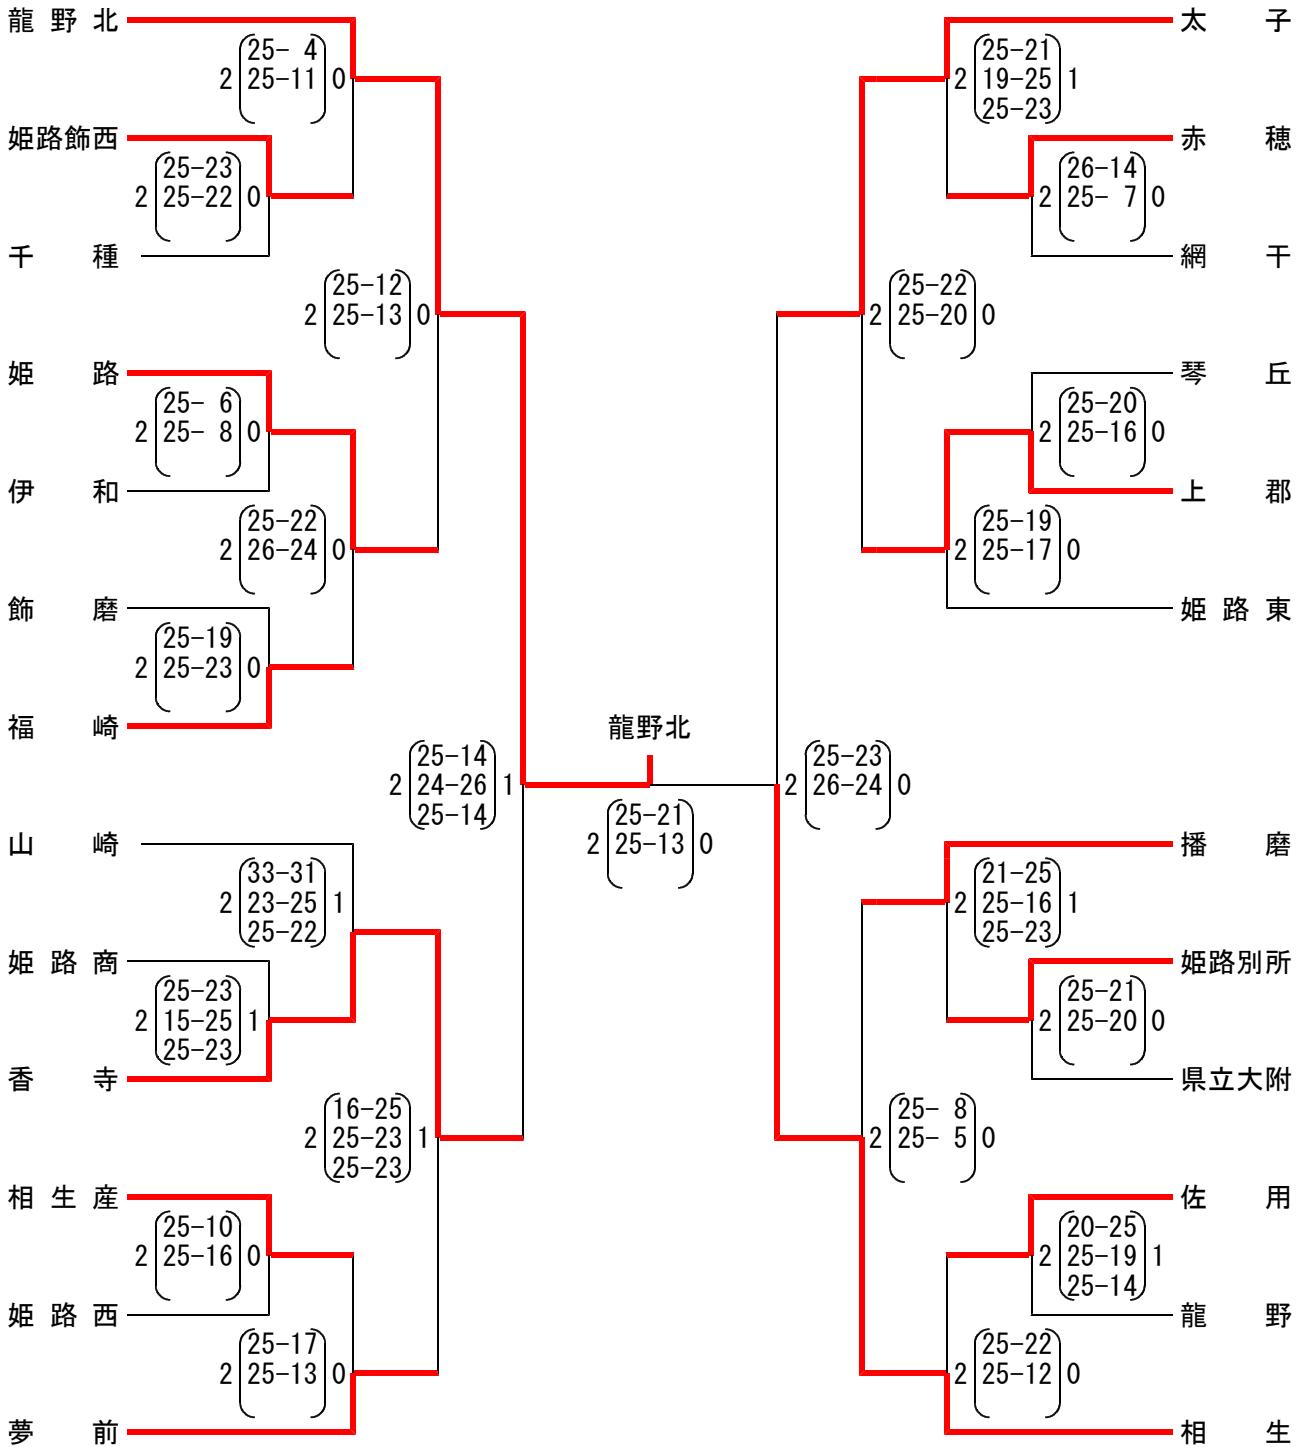 龍野北
2 25- 4 0
25-11
姫路飾西
2 25-23 0
25-22
千種
2 25-12 0
25-13
姫路
2 25- 6 0
25- 8
伊和
2 25-22 0
26-24
飾磨
2 25-19 0
25-23
福崎
2 25-14 1
24-26
25-14
山崎
2 33-31 1
23-25
25-22
姫路商
2 25-23 1
15-25
25-23
香寺
2 16-25 1
25-23
25-23
相生産
2 25-10 0
25-16
姫路西
2 25-17 0
25-13
夢前
龍野北
2 25-21 0
25-13
太子
2 25-21 1
19-25
25-23
赤穂
2 26-14 0
25- 7
網干
2 25-22 0
25-20
琴丘
2 25-20 0
25-16
上郡
2 25-19 0
25-17
姫路東
2 25-23 0
26-24
播磨
2 21-25 1
25-16
25-23
姫路別所
2 25-21 0
25-20
県立大附
2 25- 8 0
25- 5
佐用
2 20-25 1
25-19
25-14
龍野
2 25-22 0
25-12
相生